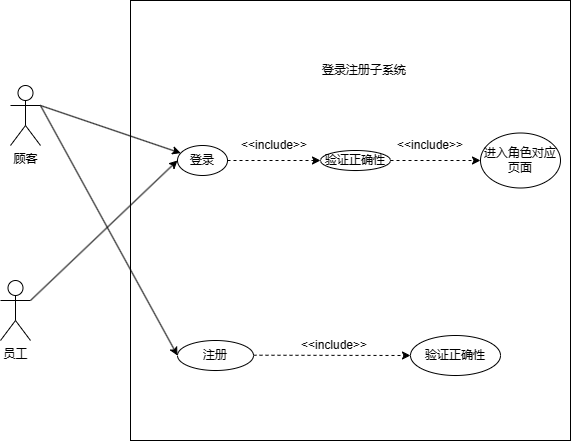 登录注册子系统
顾客
登录
<<include>>
验证正确性
<<include>>
进入角色对应
页面
员工
注册
<<include>>
验证正确性